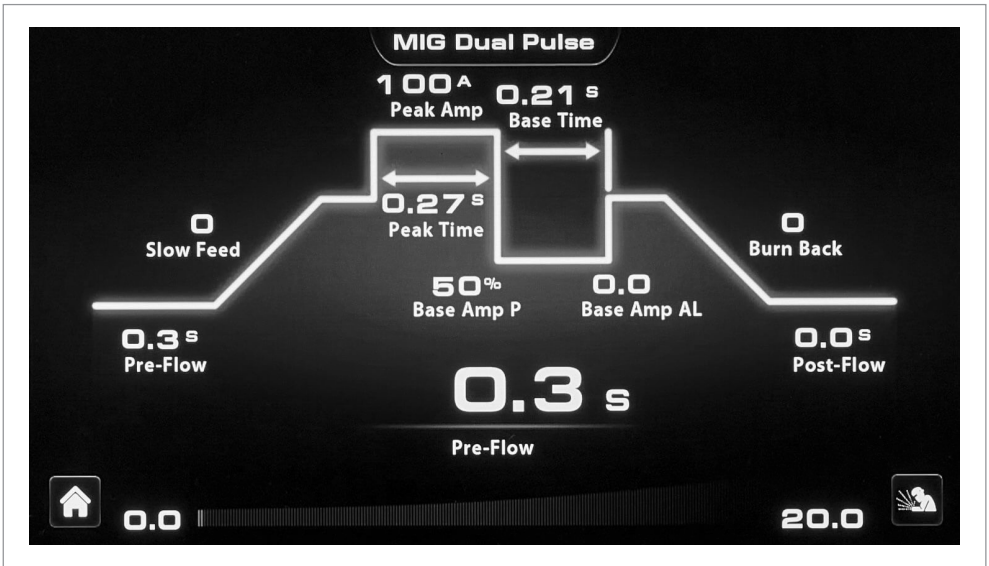 MIG Dual Pulse
100 A
Peak Amp
0.21 S
Base Time
0.27 S
Peak Time
0
Slow Feed
0
Burn Back
50%
Base Amp P
0.0
Base Amp AL
0.3 S
Pre-Flow
0.0 S
Post-Flow
0.3 S
Pre-Flow
0.0
20.0